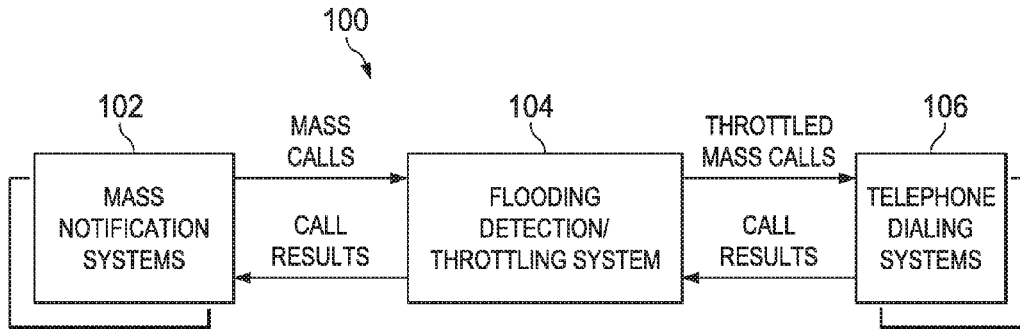 100
102
104
106
MASS
CALLS
THROTTLED
MASS CALLS
MASS
NOTIFICATION
SYSTEMS
CALL
RESULTS
FLOODING
DETECTION/
THROTTLING SYSTEM
CALL
RESULTS
TELEPHONE
DIALING
SYSTEMS